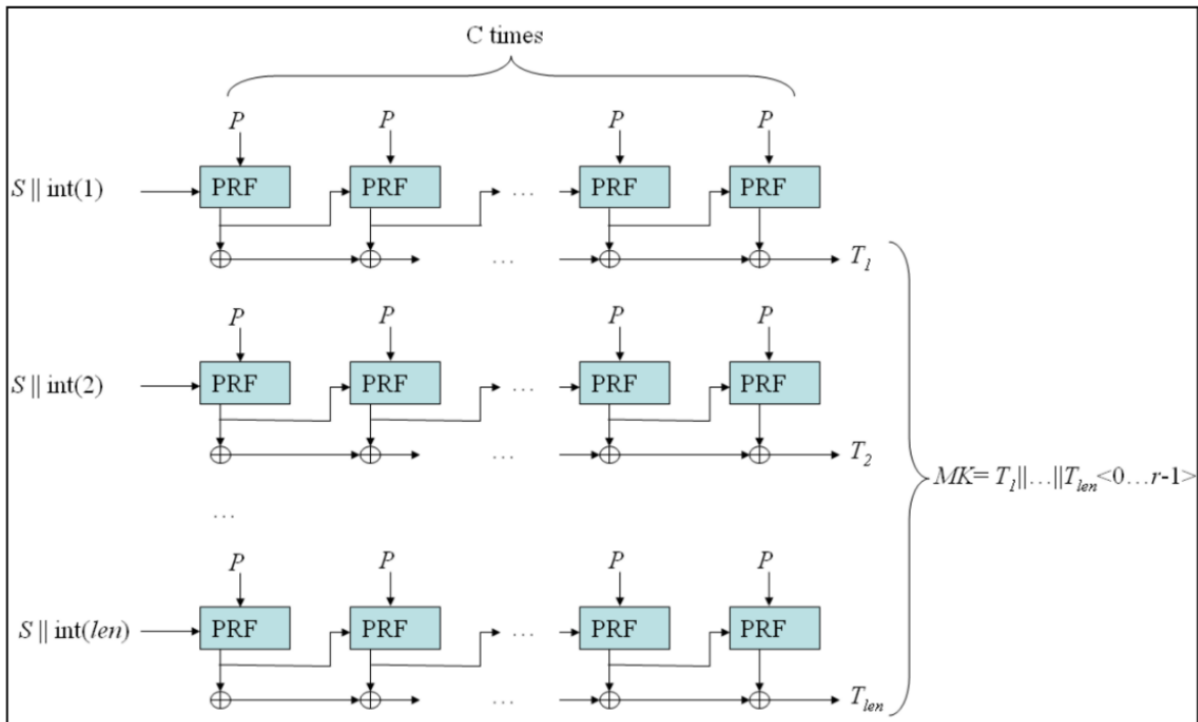 C times
P P P P
S || int(1) PRF PRF … PRF PRF
… T1
P P P P
S || int(2) PRF PRF … PRF PRF
… T2
MK= T1||…||Tlen<0…r-1>
…
P P P P
S || int(len) PRF PRF … PRF PRF
… Tlen